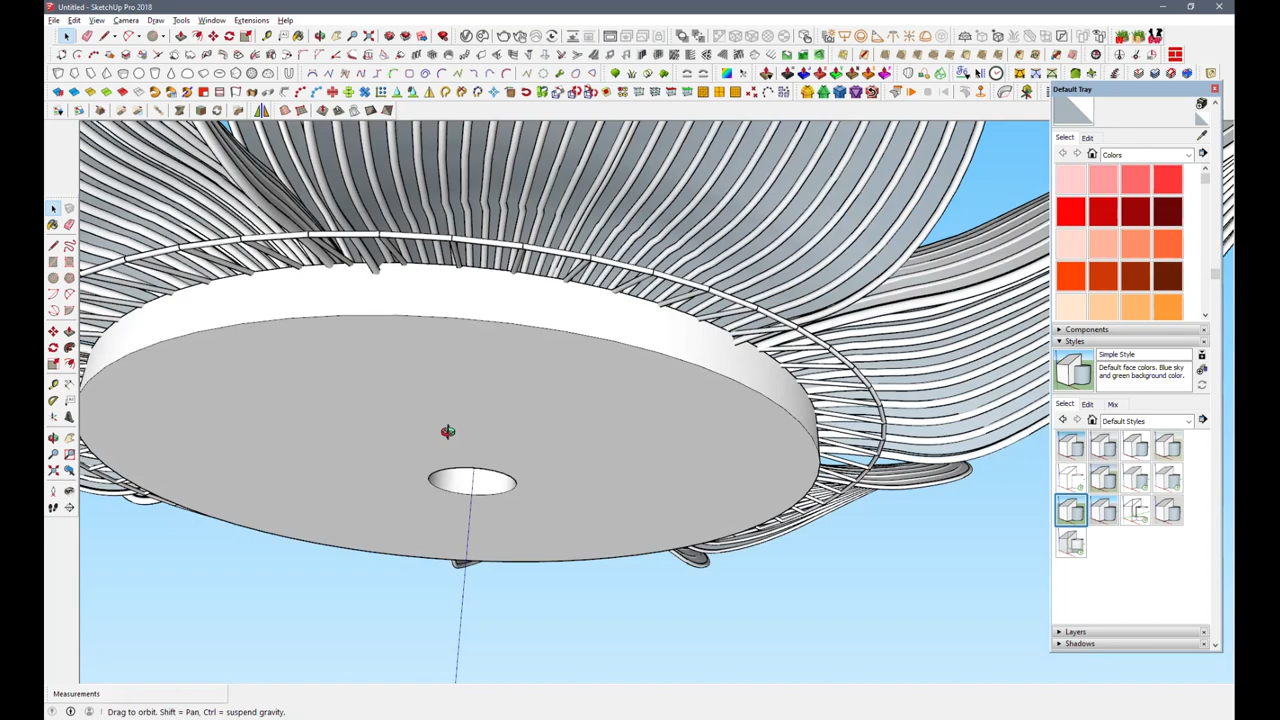 Untitled - SketchUp Pro 2018
File Edit View Camera Draw Tools Window Extensions Help
Default Tray
Select Edit
Colors
Components
Styles
Simple Style
Default face colors. Blue sky
and green background color.
Select Edit Mix
Default Styles
Layers
Shadows
Measurements
Drag to orbit. Shift = Pan, Ctrl = suspend gravity.